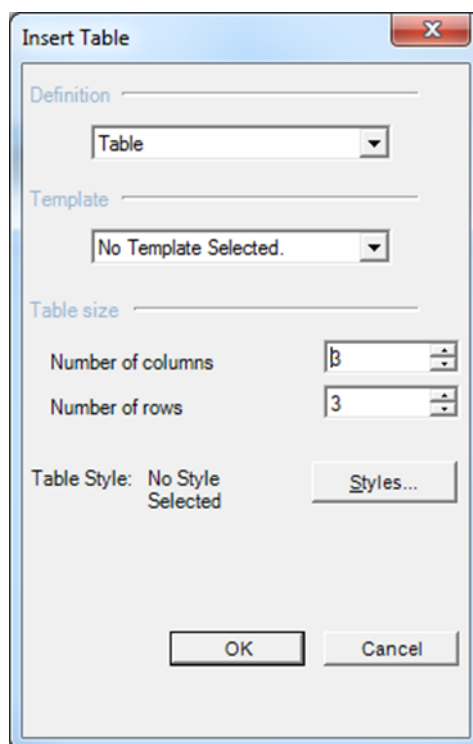 Insert Table
Definition
Table
Template
No Template Selected.
Table size
Number of columns 3
Number of rows 3
Table Style: No Style Styles...
Selected
OK Cancel